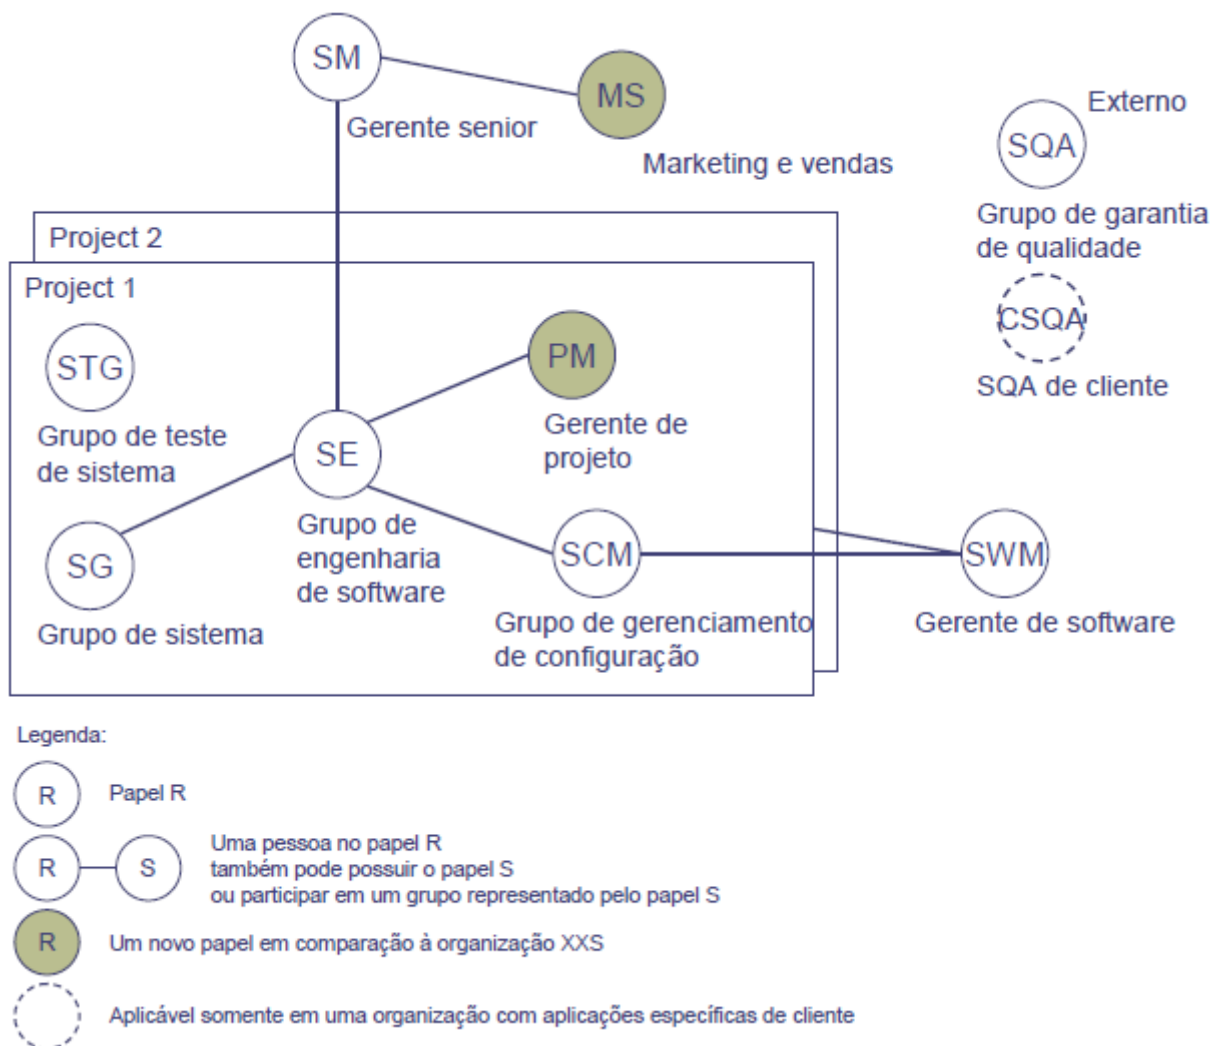 SM
Gerente senior
MS
Marketing e vendas
Externo
SQA
Grupo de garantia
de qualidade
CSQA
SQA de cliente
Project 2
Project 1
STG
Grupo de teste
de sistema
PM
Gerente de
projeto
SE
Grupo de
engenharia
de software
SG
Grupo de sistema
SCM
Grupo de gerenciamento
de configuração
SWM
Gerente de software
Legenda:
R
Papel R
R
S
Uma pessoa no papel R
também pode possuir o papel S
ou participar em um grupo representado pelo papel S
R
Um novo papel em comparação à organização XXS
Aplicável somente em uma organização com aplicações específicas de cliente